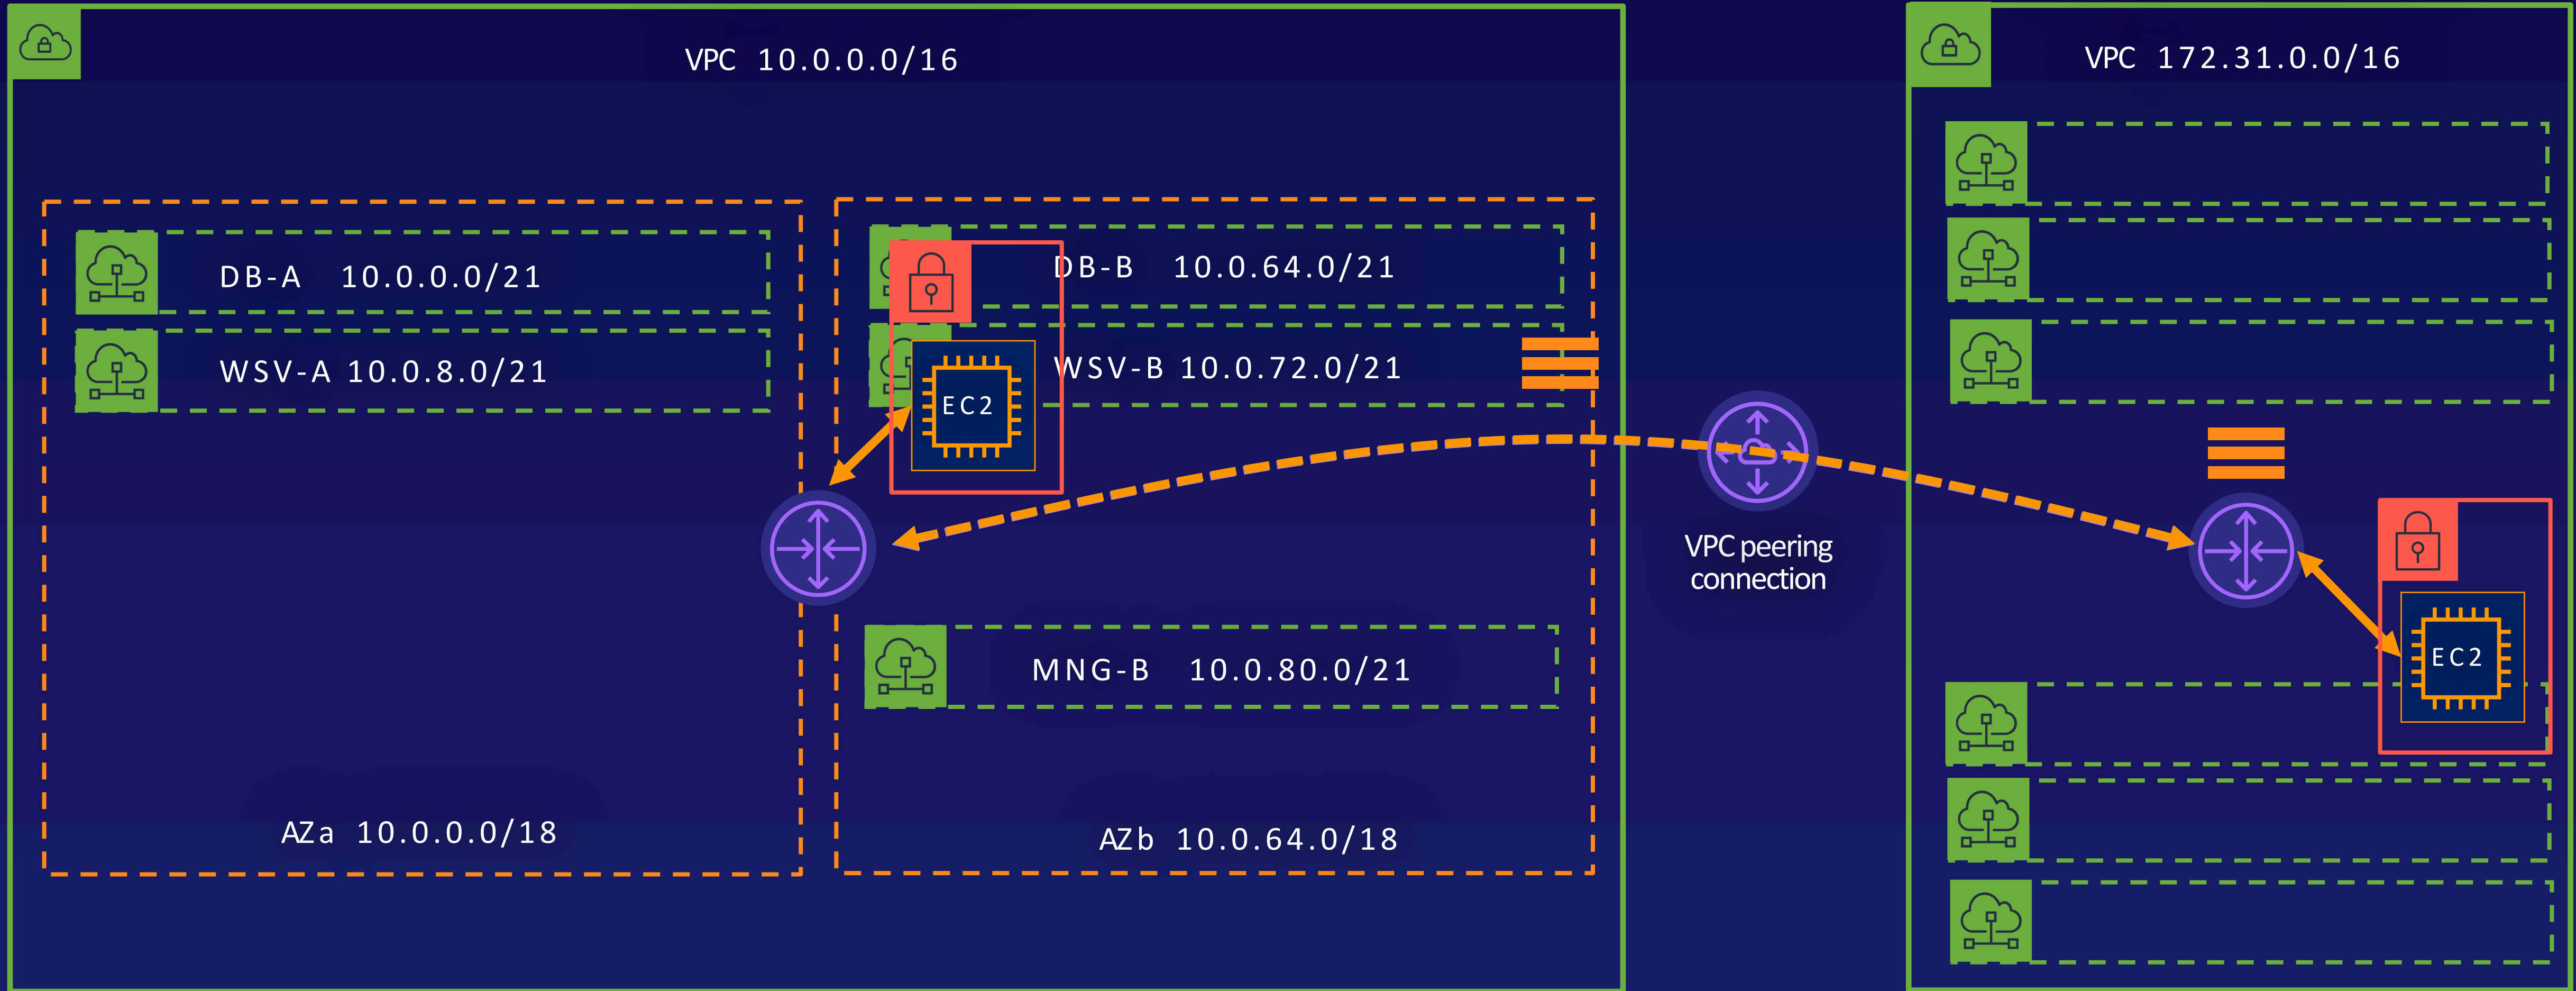 VPC 10.0.0.0/16
VPC 172.31.0.0/16
DB-A 10.0.0.0/21
WSV-A 10.0.8.0/21
DB-B 10.0.64.0/21
WSV-B 10.0.72.0/21
EC2
VPC peering
connection
MNG-B 10.0.80.0/21
EC2
AZa 10.0.0.0/18
AZb 10.0.64.0/18